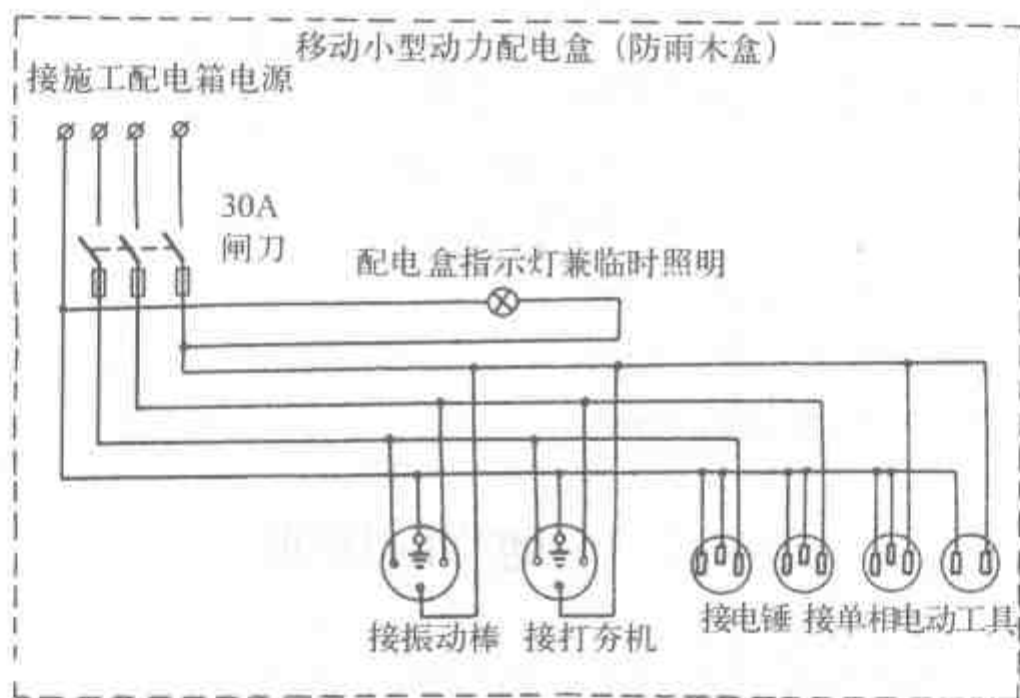 移动小型动力配电盒（防雨木盒）
接施工配电箱电源
30A
闸刀
配电盒指示灯兼临时照明
接振动棒
接打夯机
接电锤
接单相电动工具